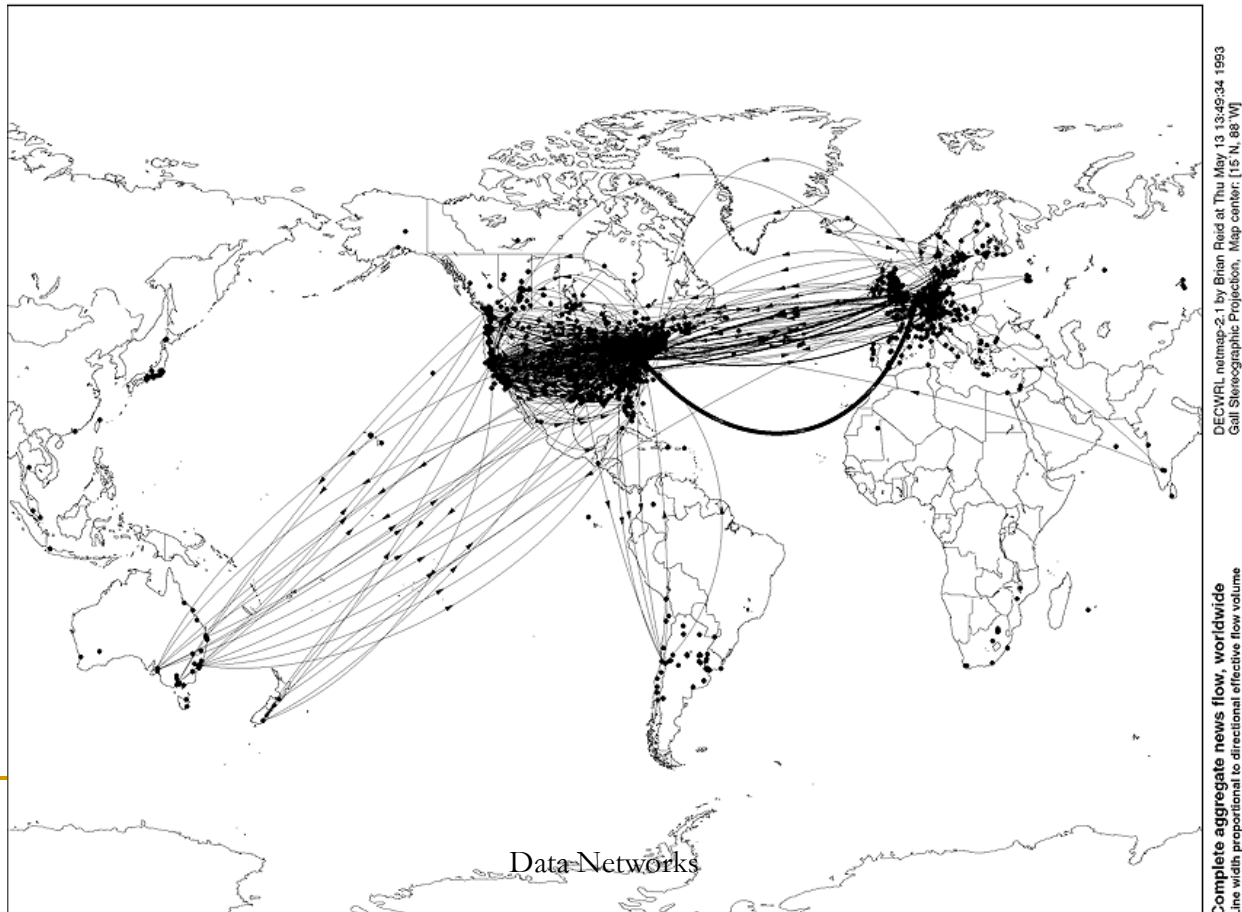 DECWRL netmap-2.1 by Brian Reid at Thu May 13 13:49:34 1993
Gall Stereographic Projection, Map center: [15 N, 88 W]
Complete aggregate news flow, worldwide
Line width proportional to directional effective flow volume
Data Networks